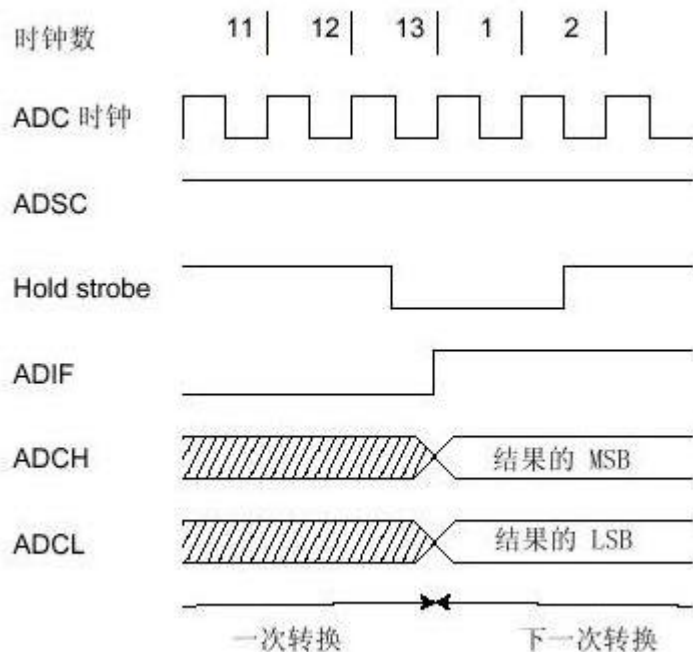 时钟数 11 12 13 1 2
ADC 时钟
ADSC
Hold strobe
ADIF
ADCH 结果的 MSB
ADCL 结果的 LSB
一次转换 下一次转换